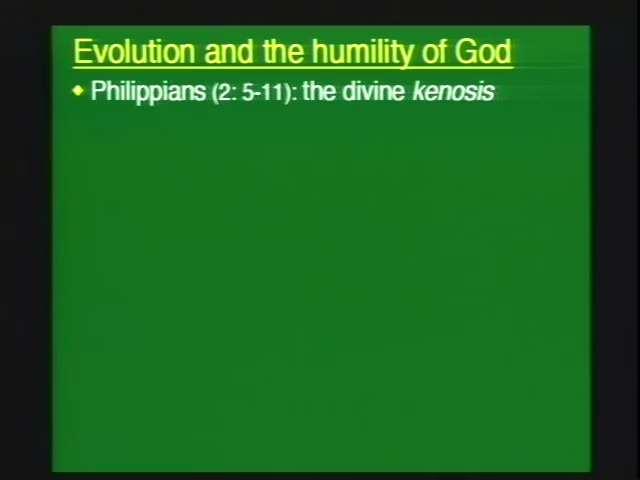 Evolution and the humility of God
Philippians (2: 5-11): the divine kenosis